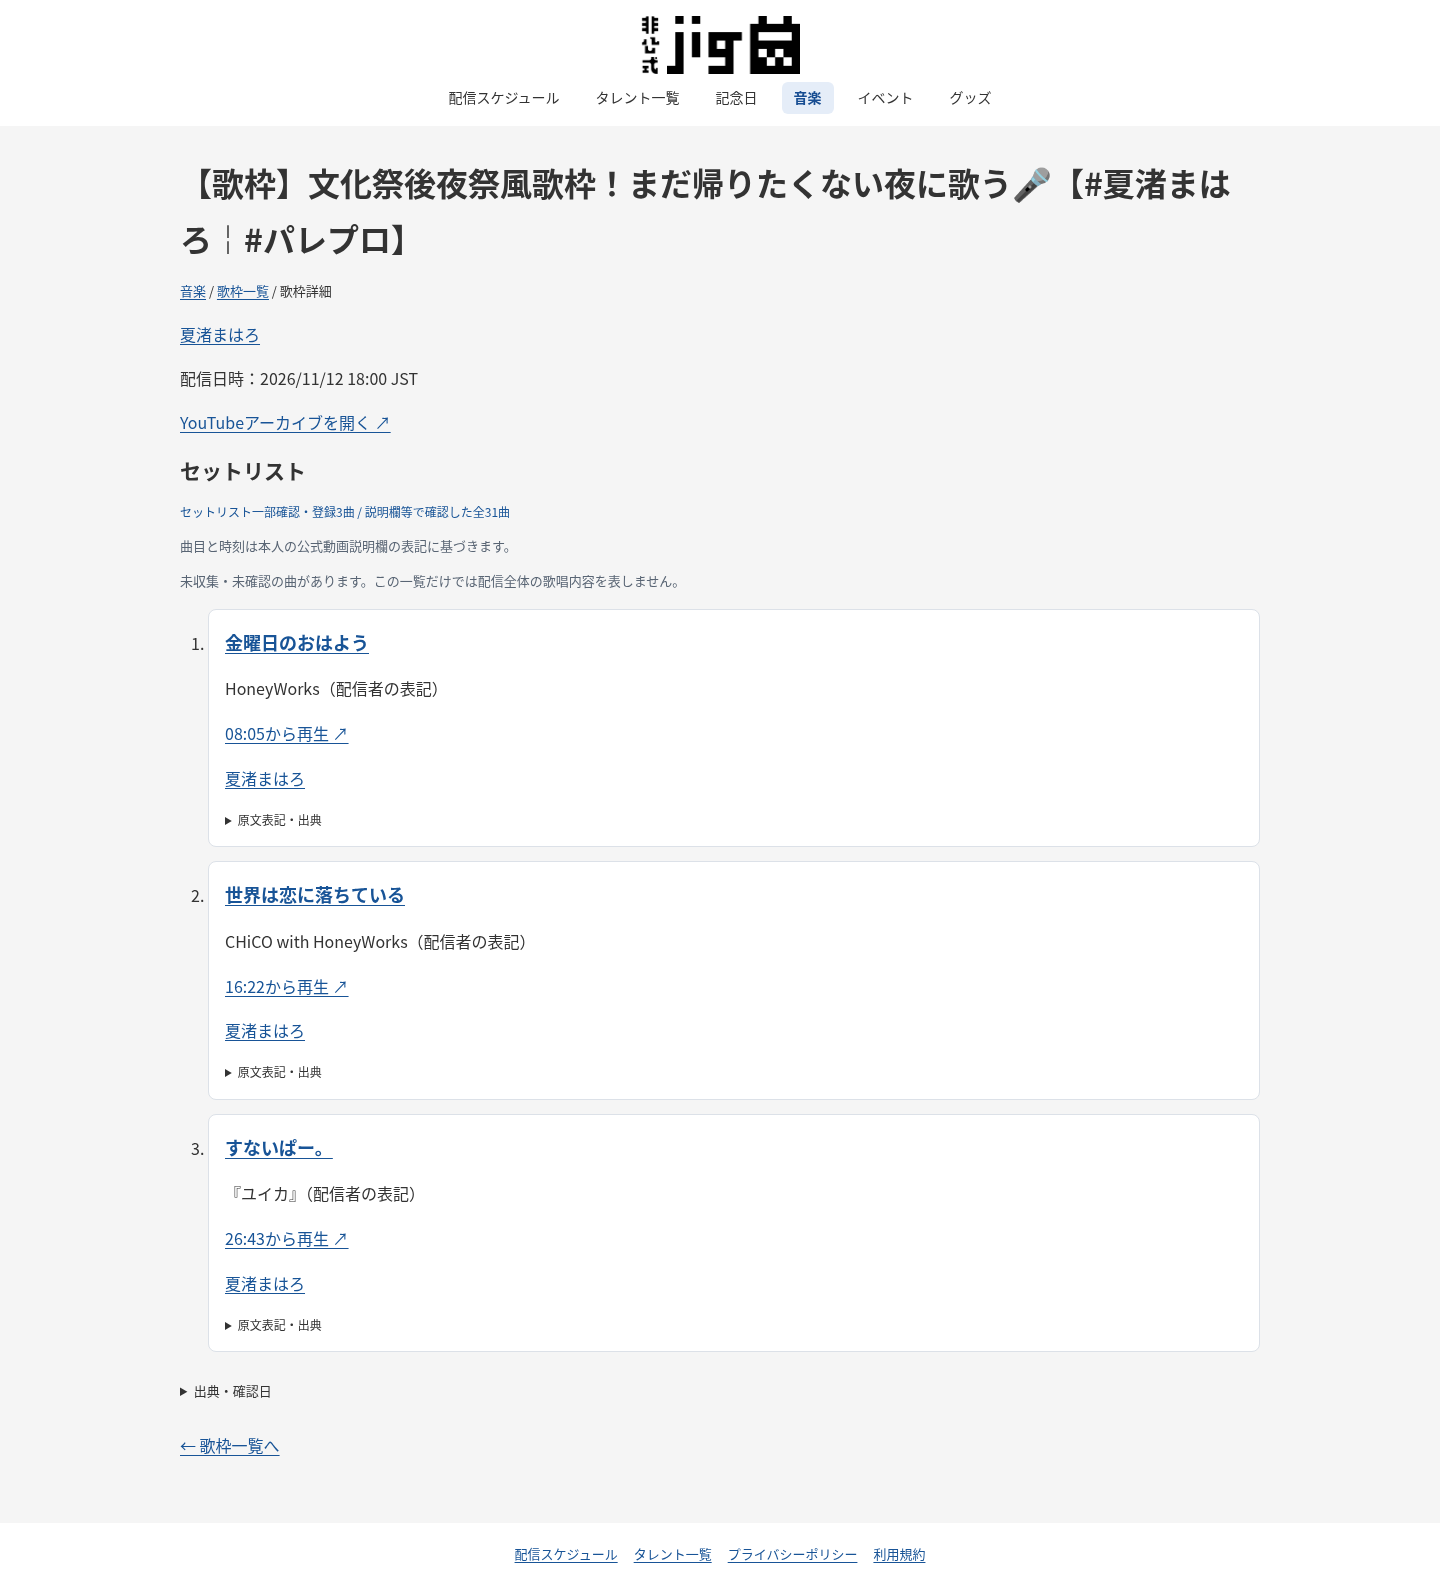 非公式 jig曲
配信スケジュール タレント一覧 記念日 音楽 イベント グッズ
【歌枠】文化祭後夜祭風歌枠！まだ帰りたくない夜に歌う🎤【#夏渚まは
ろ￤#パレプロ】
音楽 / 歌枠一覧 / 歌枠詳細
夏渚まはろ
配信日時：2026/11/12 18:00 JST
YouTubeアーカイブを開く ↗
セットリスト
セットリスト一部確認・登録3曲 / 説明欄等で確認した全31曲
曲目と時刻は本人の公式動画説明欄の表記に基づきます。
未収集・未確認の曲があります。この一覧だけでは配信全体の歌唱内容を表しません。
1. 金曜日のおはよう
HoneyWorks（配信者の表記）
08:05から再生 ↗
夏渚まはろ
▶ 原文表記・出典
2. 世界は恋に落ちている
CHiCO with HoneyWorks（配信者の表記）
16:22から再生 ↗
夏渚まはろ
▶ 原文表記・出典
3. すないぱー。
『ユイカ』（配信者の表記）
26:43から再生 ↗
夏渚まはろ
▶ 原文表記・出典
▶ 出典・確認日
← 歌枠一覧へ
配信スケジュール タレント一覧 プライバシーポリシー 利用規約